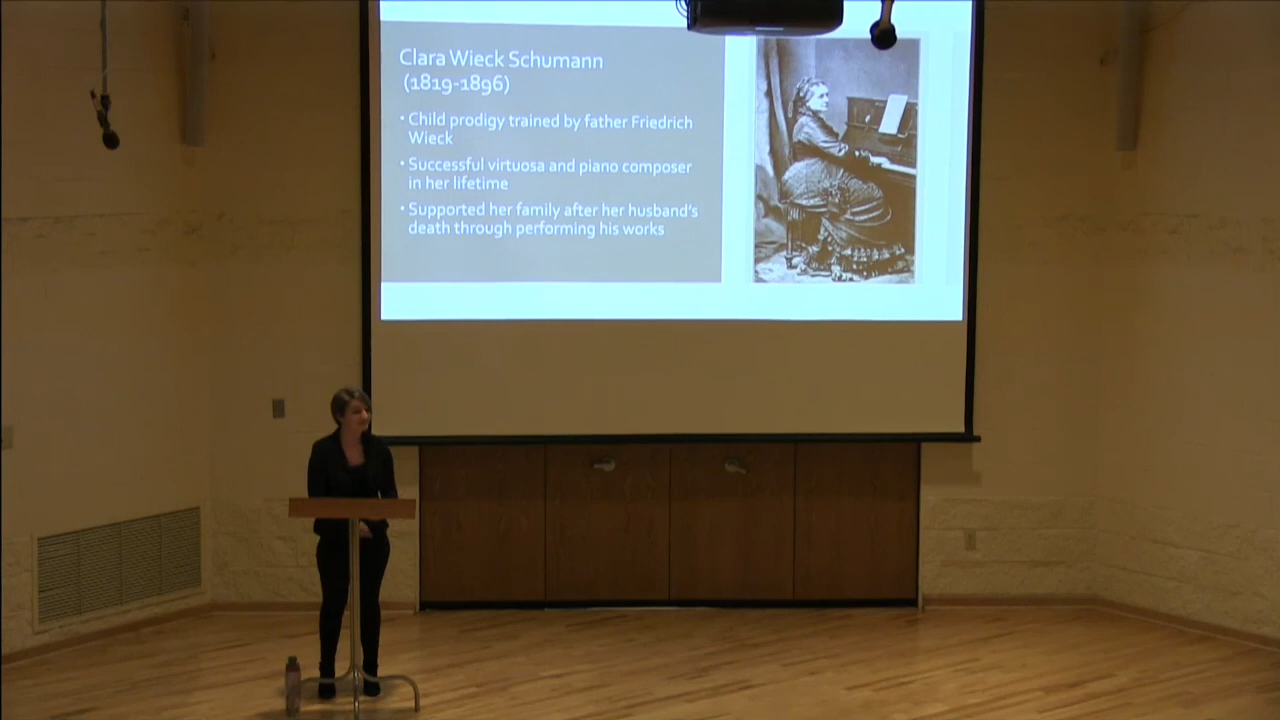 Clara Wieck Schumann
(1819-1896)
• Child prodigy trained by father Friedrich
Wieck
• Successful virtuosa and piano composer
in her lifetime
• Supported her family after her husband's
death through performing his works